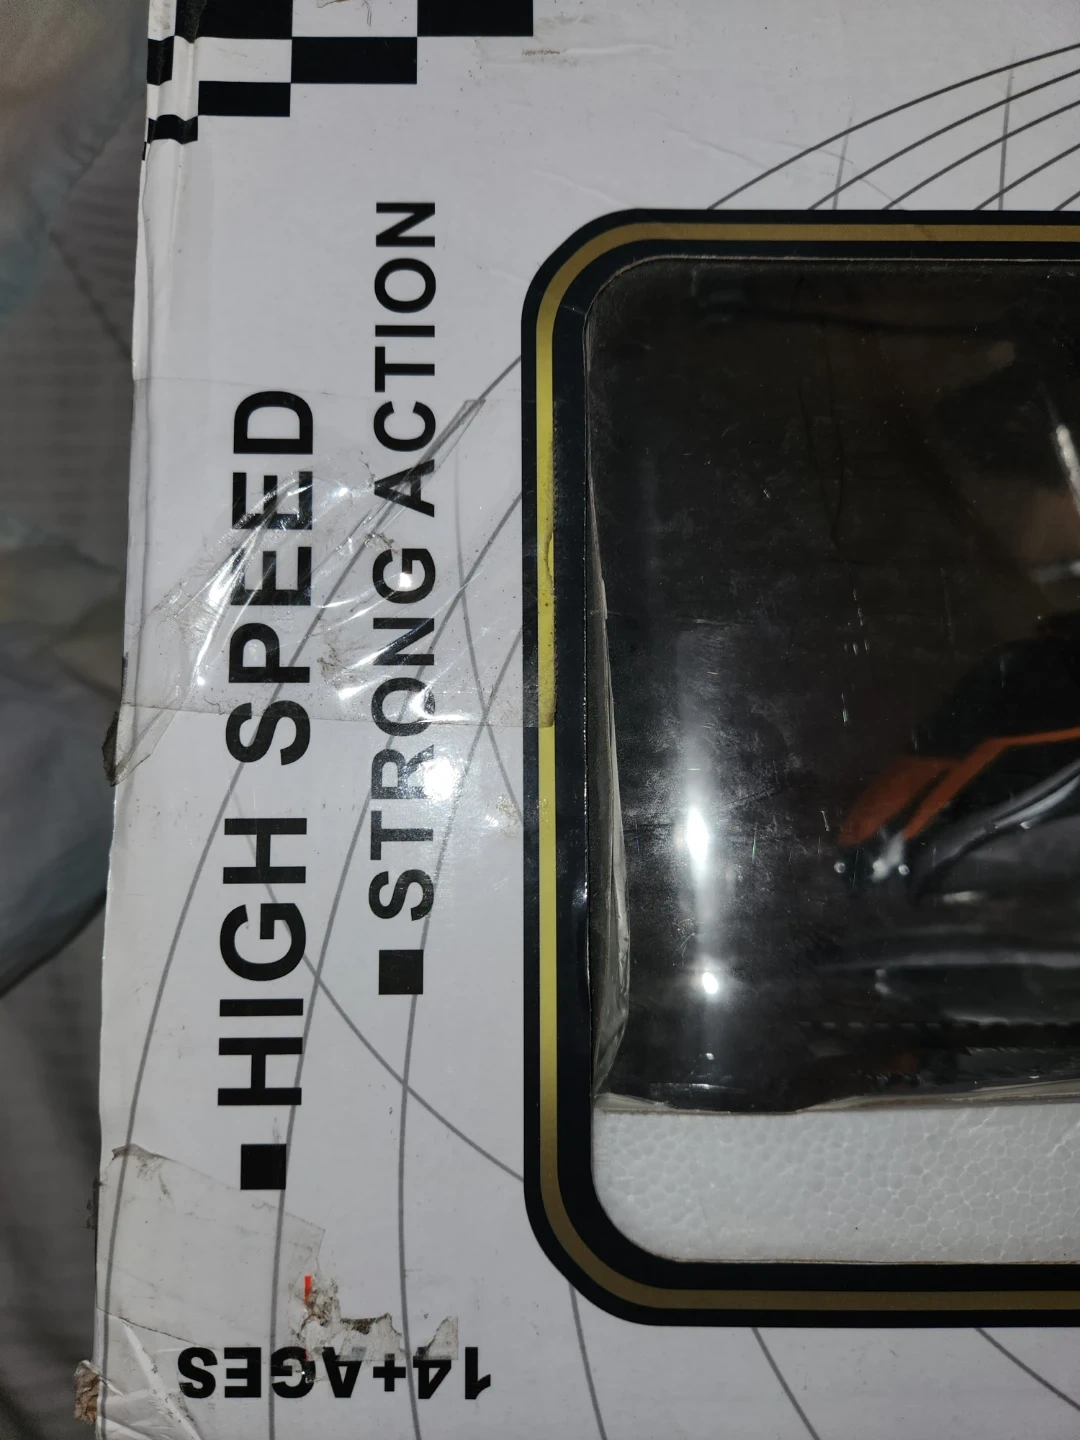 ■ HIGH SPEED
■ STRONG ACTION
14+AGES